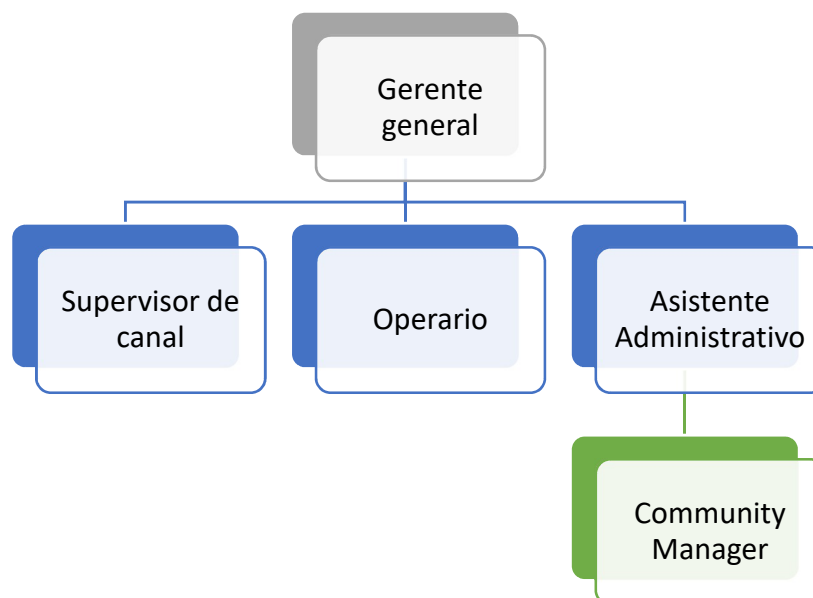 Gerente
general
Supervisor de
canal
Operario
Asistente
Administrativo
Community
Manager